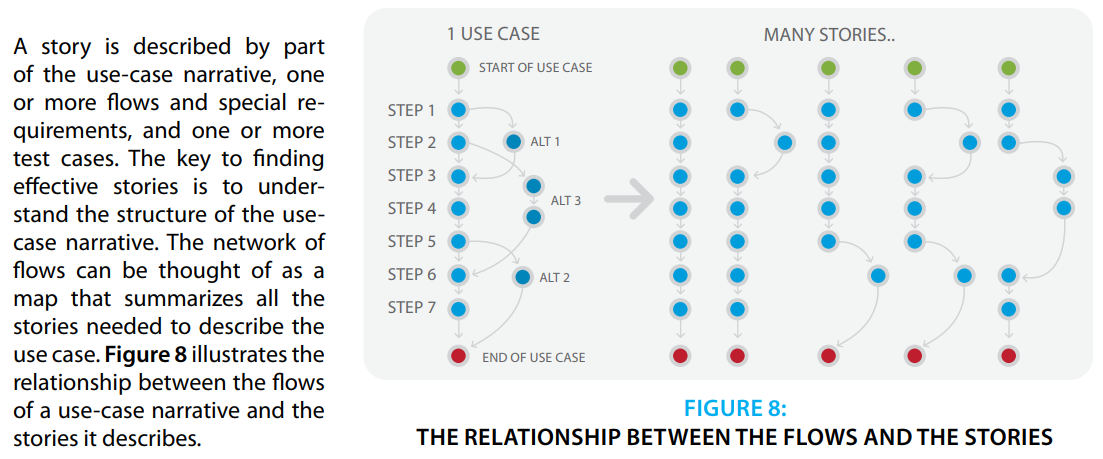 A story is described by part
of the use-case narrative, one
or more flows and special re-
quirements, and one or more
test cases. The key to finding
effective stories is to under-
stand the structure of the use-
case narrative. The network of
flows can be thought of as a
map that summarizes all the
stories needed to describe the
use case. Figure 8 illustrates the
relationship between the flows
of a use-case narrative and the
stories it describes.
1 USE CASE
MANY STORIES..
START OF USE CASE
STEP 1
STEP 2
ALT 1
STEP 3
STEP 4
ALT 3
STEP 5
STEP 6
ALT 2
STEP 7
END OF USE CASE
FIGURE 8:
THE RELATIONSHIP BETWEEN THE FLOWS AND THE STORIES